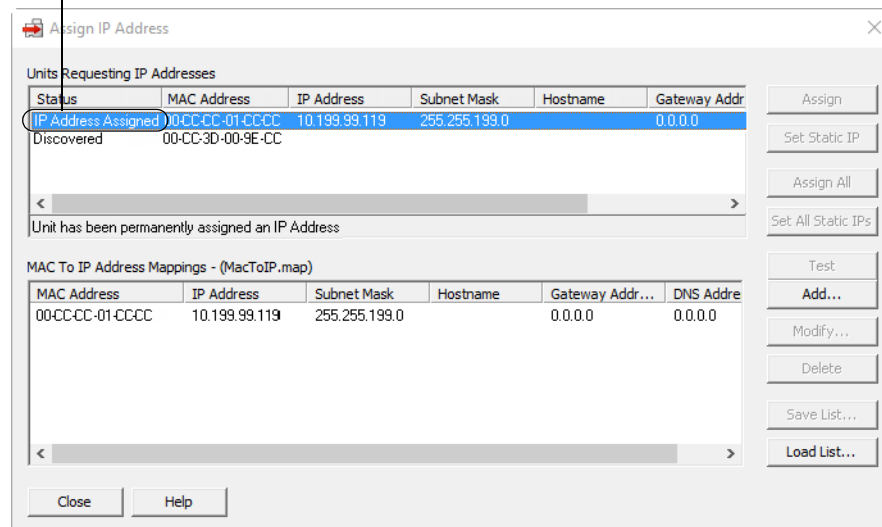 Assign IP Address
Units Requesting IP Addresses
Status MAC Address IP Address Subnet Mask Hostname Gateway Addr
IP Address Assigned 00-CC-CC-01-CC-CC 10.199.99.119 255.255.199.0 0.0.0.0
Discovered 00-CC-3D-00-9E-CC
Unit has been permanently assigned an IP Address
Assign
Set Static IP
Assign All
Set All Static IPs
MAC To IP Address Mappings - (MacToIP.map)
MAC Address IP Address Subnet Mask Hostname Gateway Addr... DNS Addre
00-CC-CC-01-CC-CC 10.199.99.119 255.255.199.0 0.0.0.0 0.0.0.0
Test
Add...
Modify...
Delete
Save List...
Load List...
Close Help